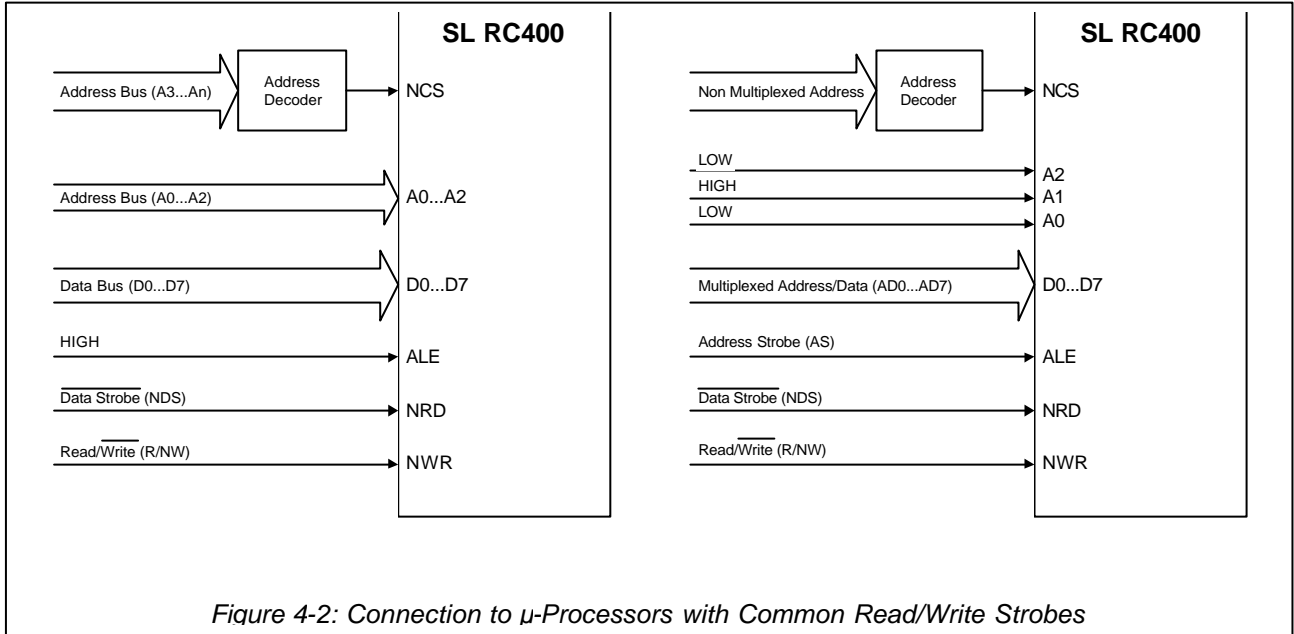 SL RC400
Address Bus (A3...An)
Address
Decoder
NCS
Address Bus (A0...A2)
A0...A2
Data Bus (D0...D7)
D0...D7
HIGH
ALE
Data Strobe (NDS)
NRD
Read/Write (R/NW)
NWR
SL RC400
Non Multiplexed Address
Address
Decoder
NCS
LOW
A2
HIGH
A1
LOW
A0
Multiplexed Address/Data (AD0...AD7)
D0...D7
Address Strobe (AS)
ALE
Data Strobe (NDS)
NRD
Read/Write (R/NW)
NWR
Figure 4-2: Connection to µ-Processors with Common Read/Write Strobes